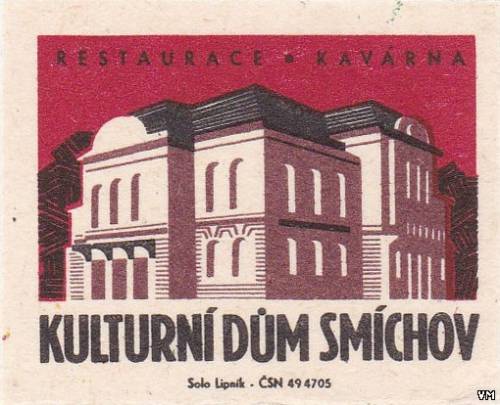 RESTAURACE • KAVÁRNA
KULTURNÍ DŮM SMÍCHOV
Solo Lipník · ČSN 49 4705
VM